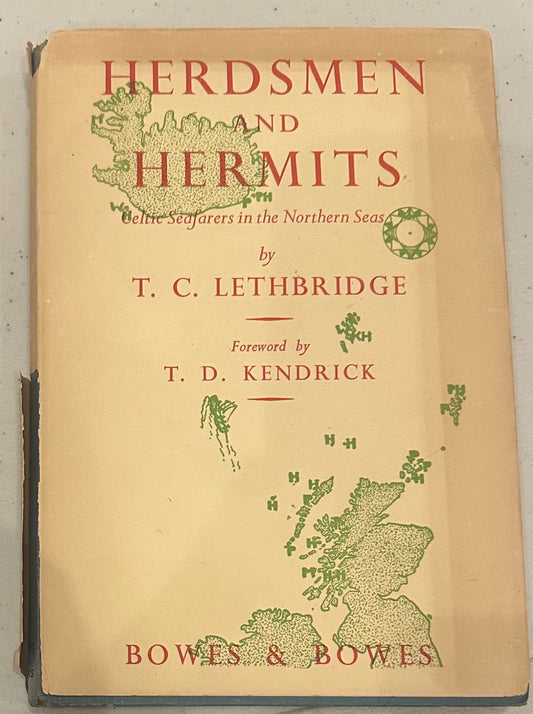 HERDSMEN
AND
HERMITS
Celtic Seafarers in the Northern Seas
by
T. C. LETHBRIDGE
Foreword by
T. D. KENDRICK
BOWES & BOWES